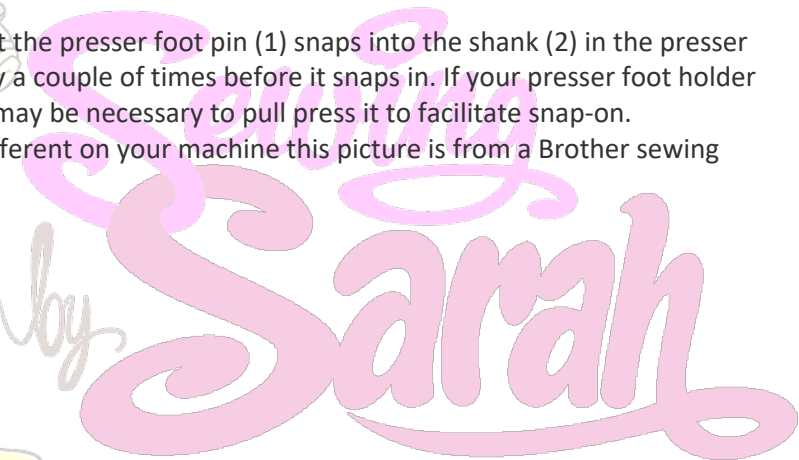 t the presser foot pin (1) snaps into the shank (2) in the presser
y a couple of times before it snaps in. If your presser foot holder
may be necessary to pull press it to facilitate snap-on.
fferent on your machine this picture is from a Brother sewing
Sewing
by
Sarah